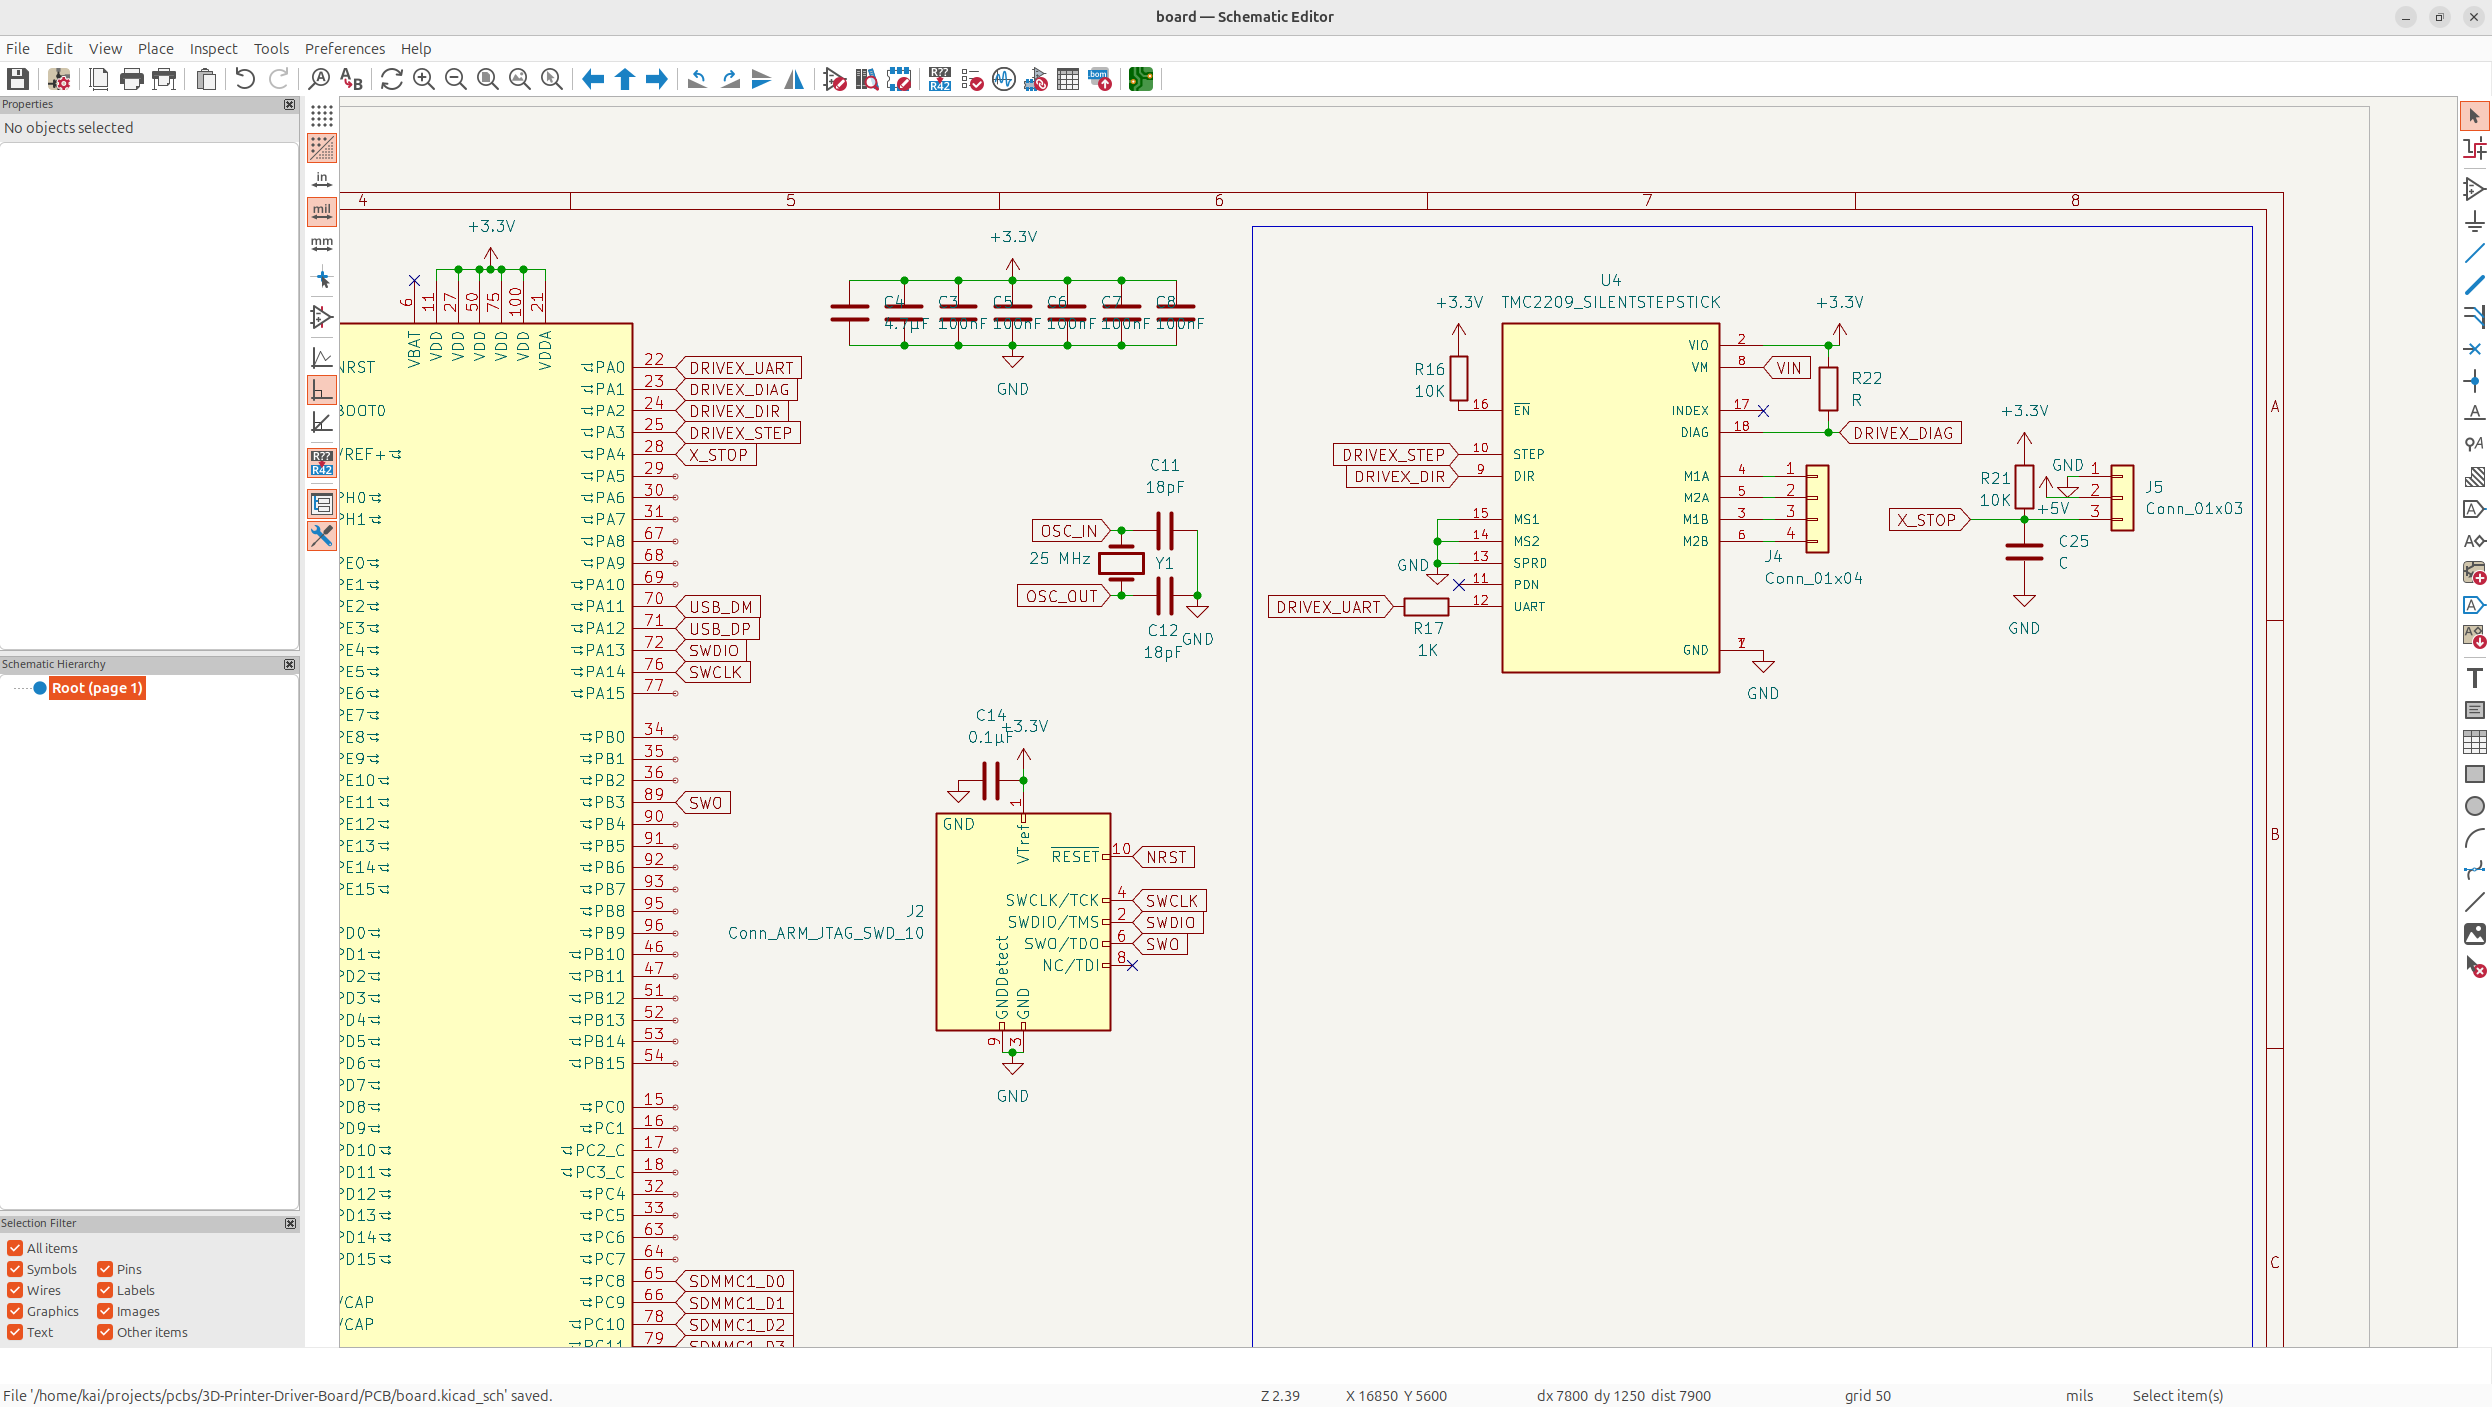 board — Schematic Editor
File Edit View Place Inspect Tools Preferences Help
Properties
No objects selected
in
mil
mm
R??
R42
Schematic Hierarchy
Root (page 1)
Selection Filter
All items
Symbols Pins
Wires Labels
Graphics Images
Text Other items
4 5 6 7 8
A
B
C
+3.3V
6 11 27 50 75 100 21
VBAT VDD VDD VDD VDD VDD VDDA
NRST
BOOT0
VREF+
PH0
PH1
PE0
PE1
PE2
PE3
PE4
PE5
PE6
PE7
PE8
PE9
PE10
PE11
PE12
PE13
PE14
PE15
PD0
PD1
PD2
PD3
PD4
PD5
PD6
PD7
PD8
PD9
PD10
PD11
PD12
PD13
PD14
PD15
VCAP
VCAP
PA0 22 DRIVEX_UART
PA1 23 DRIVEX_DIAG
PA2 24 DRIVEX_DIR
PA3 25 DRIVEX_STEP
PA4 28 X_STOP
PA5 29
PA6 30
PA7 31
PA8 67
PA9 68
PA10 69
PA11 70 USB_DM
PA12 71 USB_DP
PA13 72 SWDIO
PA14 76 SWCLK
PA15 77
PB0 34
PB1 35
PB2 36
PB3 89 SWO
PB4 90
PB5 91
PB6 92
PB7 93
PB8 95
PB9 96
PB10 46
PB11 47
PB12 51
PB13 52
PB14 53
PB15 54
PC0 15
PC1 16
PC2_C 17
PC3_C 18
PC4 32
PC5 33
PC6 63
PC7 64
PC8 65 SDMMC1_D0
PC9 66 SDMMC1_D1
PC10 78 SDMMC1_D2
PC11 79 SDMMC1_D3
+3.3V
C4 C3 C5 C6 C7 C8
4.7µF 100nF 100nF 100nF 100nF 100nF
GND
C11
18pF
OSC_IN
25 MHz Y1
OSC_OUT
C12
18pF
GND
C14
0.1µF
+3.3V
GND
1
VTref
RESET 10 NRST
SWCLK/TCK 4 SWCLK
SWDIO/TMS 2 SWDIO
SWO/TDO 6 SWO
NC/TDI 8
J2
Conn_ARM_JTAG_SWD_10
GNDDetect GND
9 3
GND
U4
TMC2209_SILENTSTEPSTICK
+3.3V
R16
10K
16 EN
DRIVEX_STEP 10 STEP
DRIVEX_DIR 9 DIR
15 MS1
14 MS2
13 SPRD
GND
11 PDN
DRIVEX_UART 12 UART
R17
1K
VIO 2
VM 8 VIN
INDEX 17
DIAG 18 DRIVEX_DIAG
M1A 4 1
M2A 5 2
M1B 3 3
M2B 6 4
GND
GND
+3.3V
R22
R
J4
Conn_01x04
+3.3V
R21
10K
GND 1
2
+5V 3
J5
Conn_01x03
X_STOP
C25
C
GND
File '/home/kai/projects/pcbs/3D-Printer-Driver-Board/PCB/board.kicad_sch' saved. Z 2.39 X 16850 Y 5600 dx 7800 dy 1250 dist 7900 grid 50 mils Select item(s)